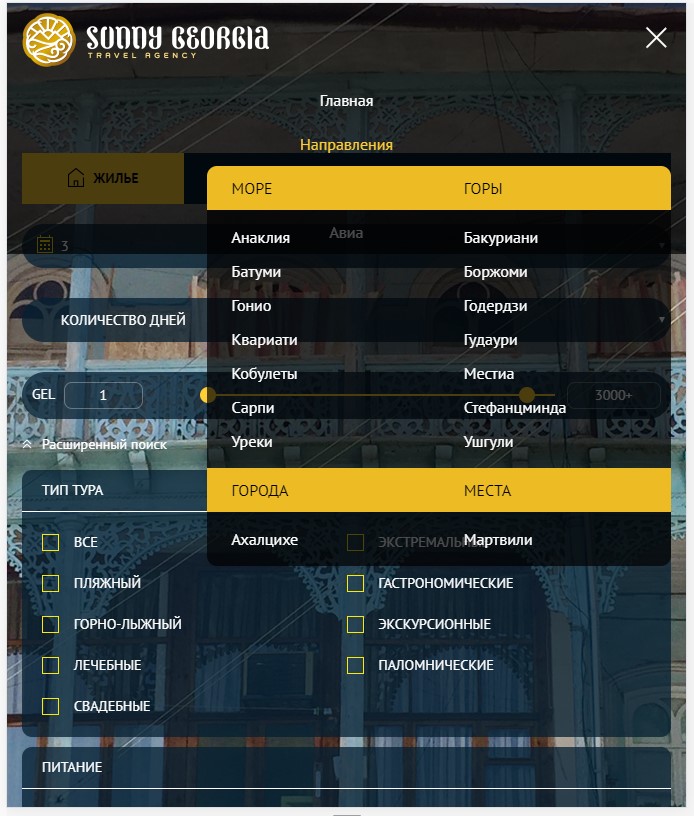 SONNY GEORGIA
TRAVEL AGENCY
Главная
Направления
ЖИЛЬЕ
МОРЕ ГОРЫ
Авиа
3
Анаклия Бакуриани
Батуми Боржоми
Гонио Годердзи
КОЛИЧЕСТВО ДНЕЙ
Квариати Гудаури
Кобулеты Местиа
GEL 1 3000+
Сарпи Стефанцминда
Уреки Ушгули
Расширенный поиск
ТИП ТУРА
ГОРОДА МЕСТА
Ахалцихе Мартвили
ВСЕ ЭКСТРЕМАЛЬНЫЕ
ПЛЯЖНЫЙ ГАСТРОНОМИЧЕСКИЕ
ГОРНО-ЛЫЖНЫЙ ЭКСКУРСИОННЫЕ
ЛЕЧЕБНЫЕ ПАЛОМНИЧЕСКИЕ
СВАДЕБНЫЕ
ПИТАНИЕ